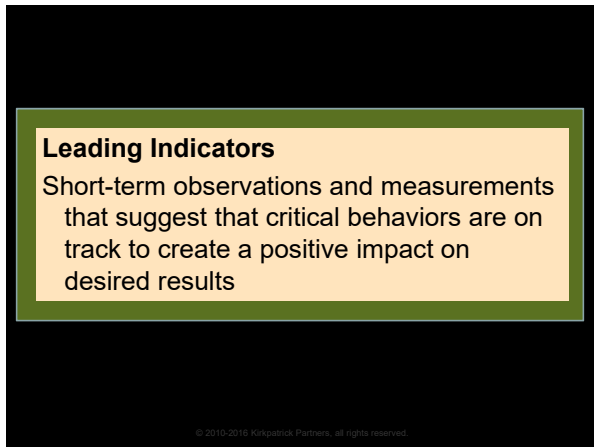 Leading Indicators
Short-term observations and measurements
that suggest that critical behaviors are on
track to create a positive impact on
desired results
© 2010-2016 Kirkpatrick Partners, all rights reserved.